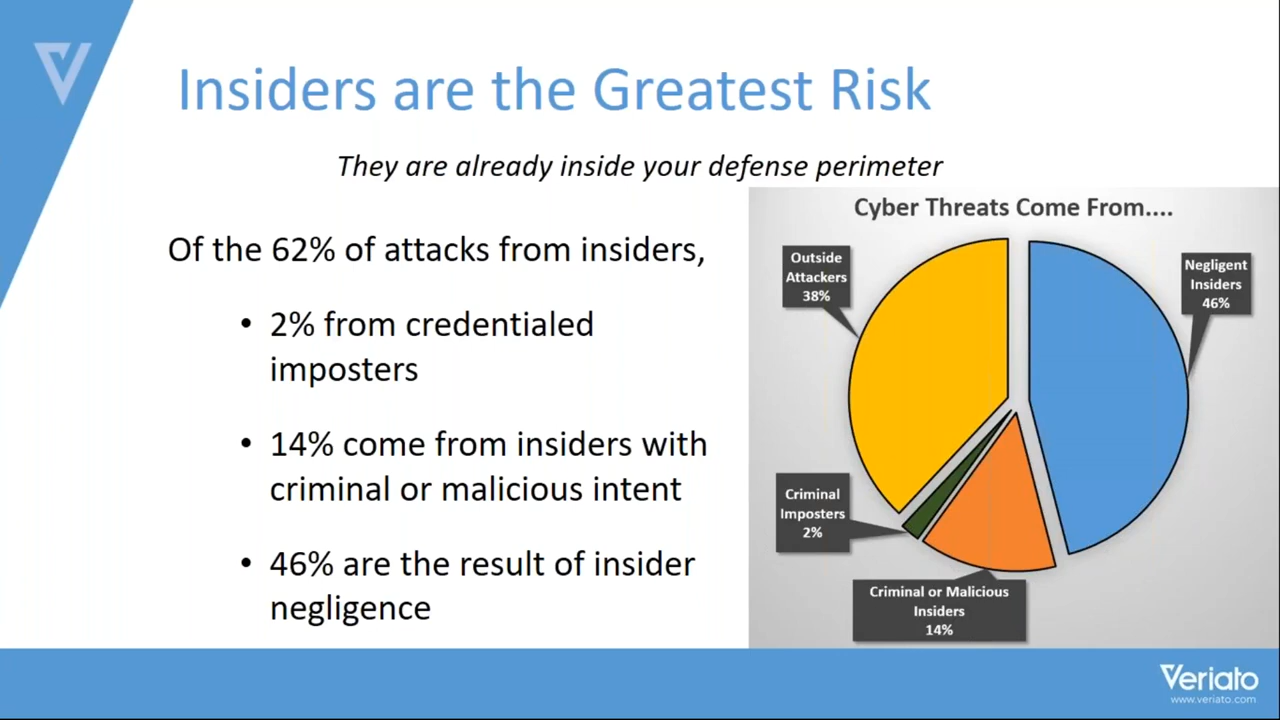 Insiders are the Greatest Risk
They are already inside your defense perimeter
Of the 62% of attacks from insiders,
• 2% from credentialed
imposters
• 14% come from insiders with
criminal or malicious intent
• 46% are the result of insider
negligence
Cyber Threats Come From....
Outside
Attackers
38%
Negligent
Insiders
46%
Criminal
Imposters
2%
Criminal or Malicious
Insiders
14%
Veriato
www.veriato.com